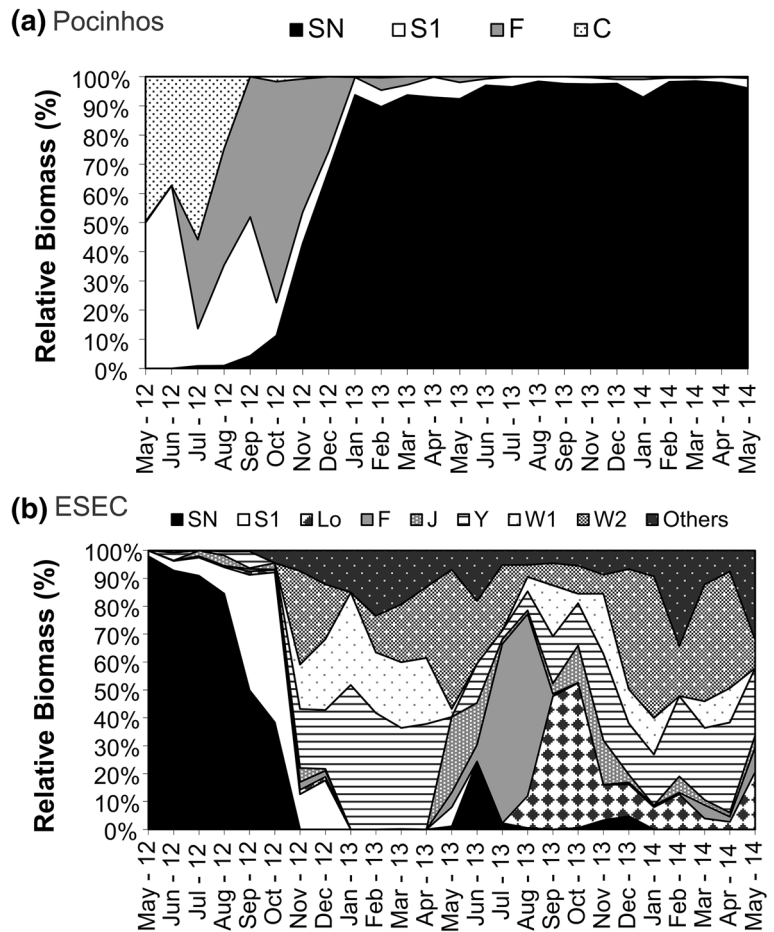 (a) Pocinhos
SN S1 F C
Relative Biomass (%)
100%
90%
80%
70%
60%
50%
40%
30%
20%
10%
0%
May - 12
Jun - 12
Jul - 12
Aug - 12
Sep - 12
Oct - 12
Nov - 12
Dec - 12
Jan - 13
Feb - 13
Mar - 13
Apr - 13
May - 13
Jun - 13
Jul - 13
Aug - 13
Sep - 13
Oct - 13
Nov - 13
Dec - 13
Jan - 14
Feb - 14
Mar - 14
Apr - 14
May - 14
(b) ESEC
SN S1 Lo F J Y W1 W2 Others
Relative Biomass (%)
100%
90%
80%
70%
60%
50%
40%
30%
20%
10%
0%
May - 12
Jun - 12
Jul - 12
Aug - 12
Sep - 12
Oct - 12
Nov - 12
Dec - 12
Jan - 13
Feb - 13
Mar - 13
Apr - 13
May - 13
Jun - 13
Jul - 13
Aug - 13
Sep - 13
Oct - 13
Nov - 13
Dec - 13
Jan - 14
Feb - 14
Mar - 14
Apr - 14
May - 14